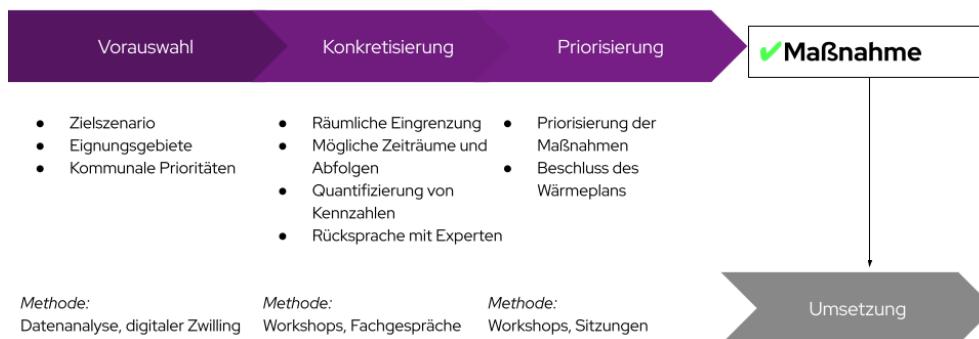 Vorauswahl
Konkretisierung
Priorisierung
✔Maßnahme
● Zielszenario
● Eignungsgebiete
● Kommunale Prioritäten
● Räumliche Eingrenzung
● Mögliche Zeiträume und
Abfolgen
● Quantifizierung von
Kennzahlen
● Rücksprache mit Experten
● Priorisierung der
Maßnahmen
● Beschluss des
Wärmeplans
Methode:
Datenanalyse, digitaler Zwilling
Methode:
Workshops, Fachgespräche
Methode:
Workshops, Sitzungen
Umsetzung